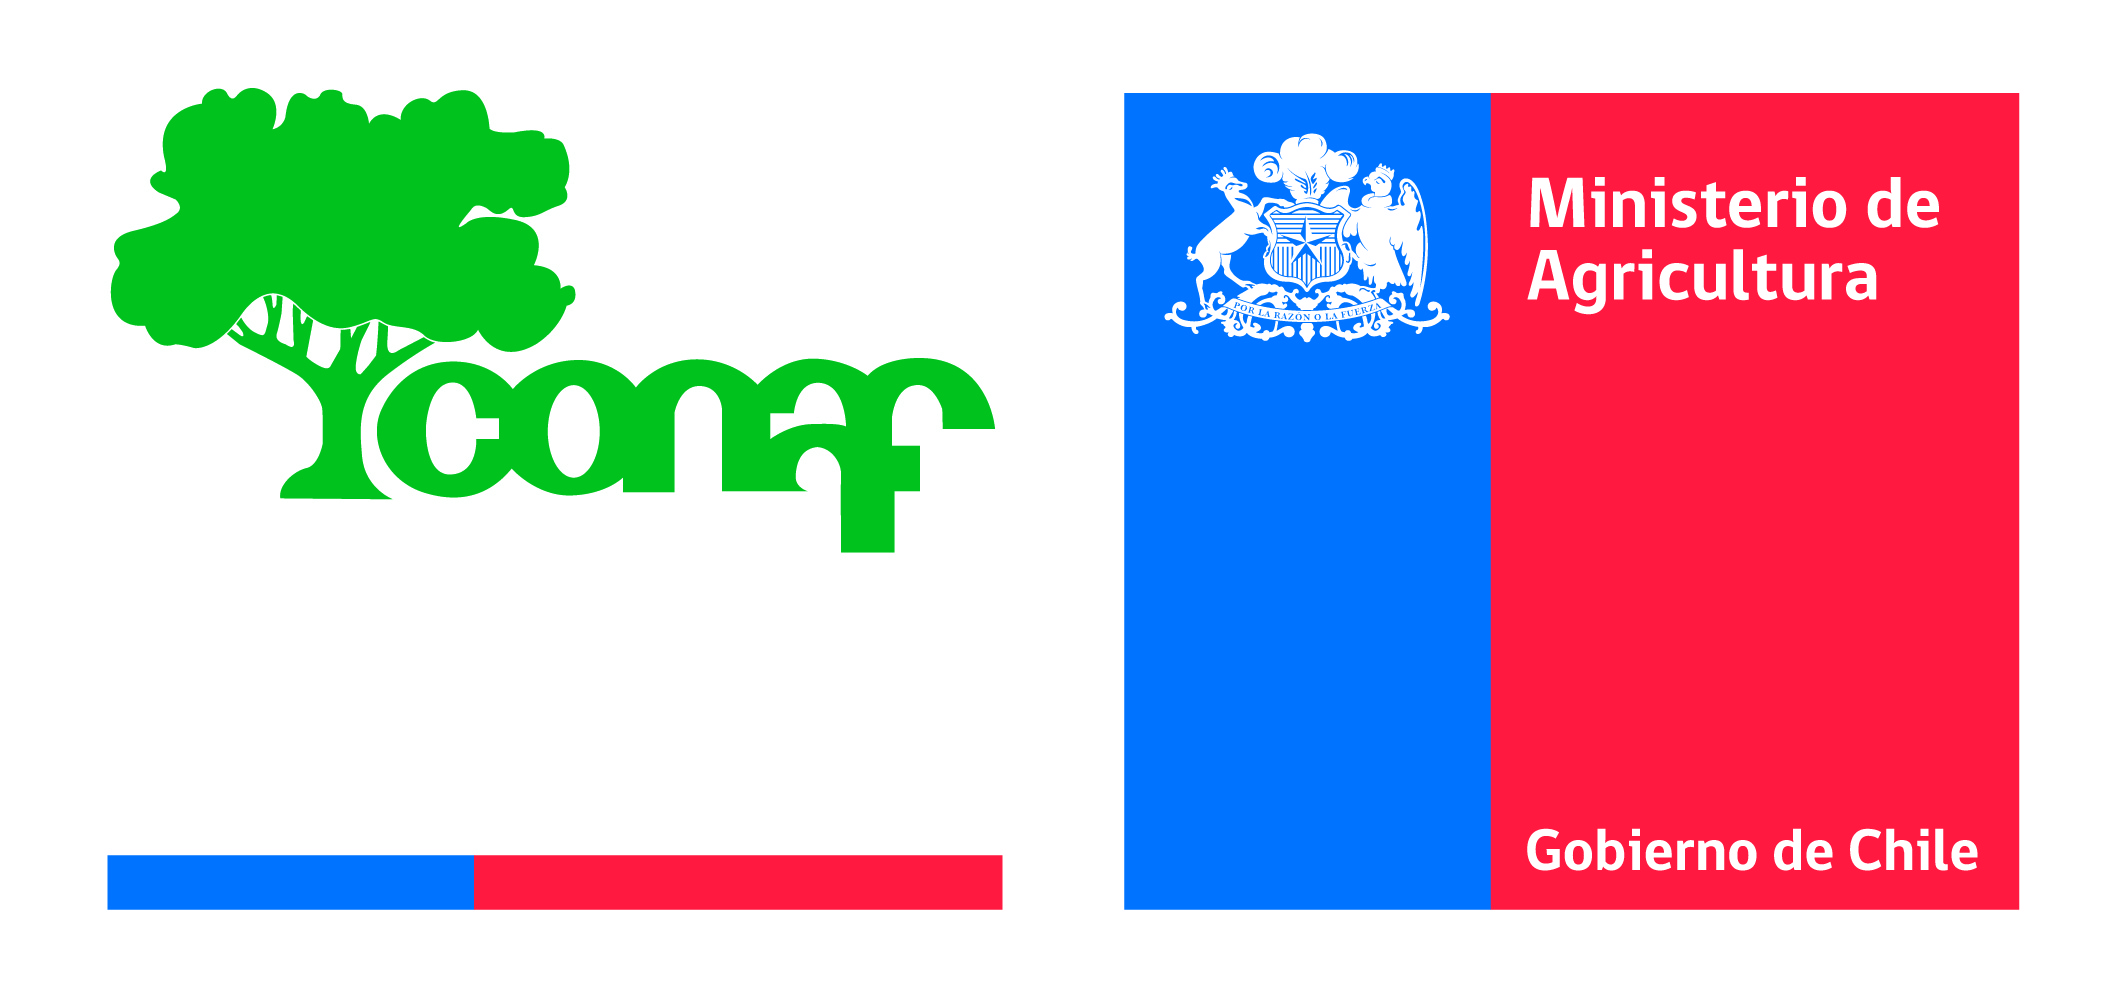 conaf
POR LA RAZÓN O LA FUERZA
Ministerio de
Agricultura
Gobierno de Chile